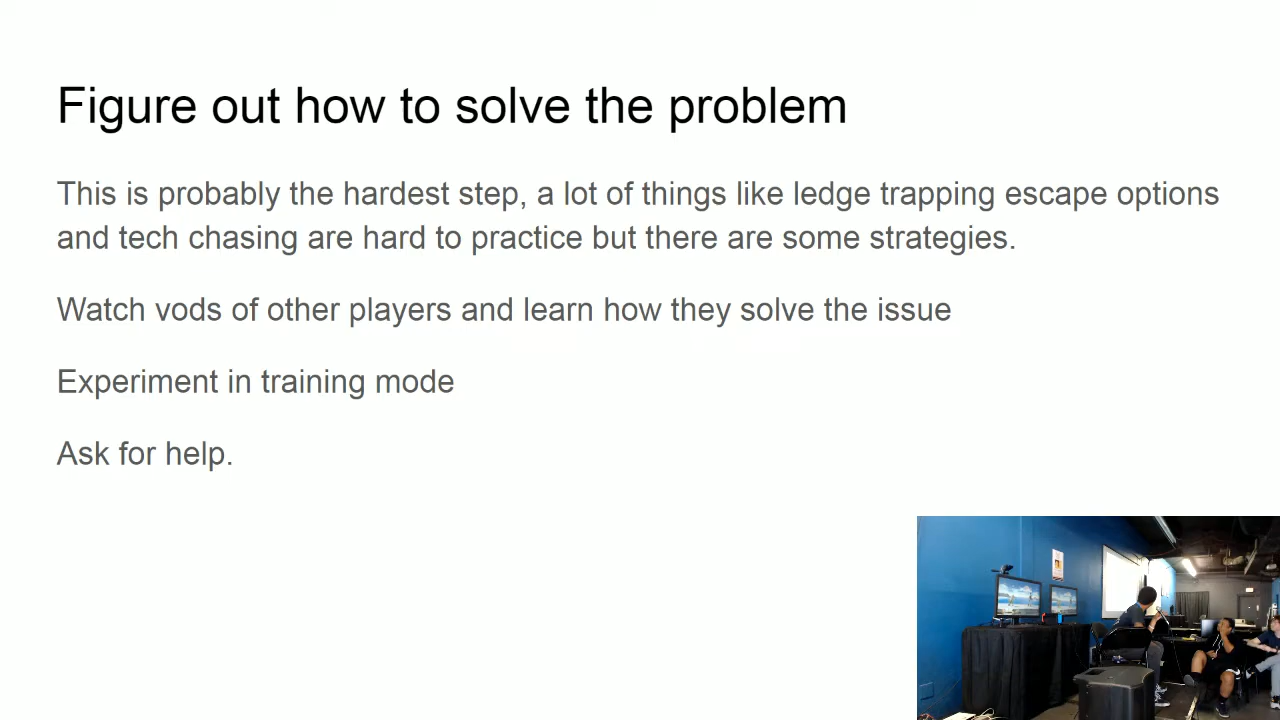 Figure out how to solve the problem
This is probably the hardest step, a lot of things like ledge trapping escape options
and tech chasing are hard to practice but there are some strategies.
Watch vods of other players and learn how they solve the issue
Experiment in training mode
Ask for help.